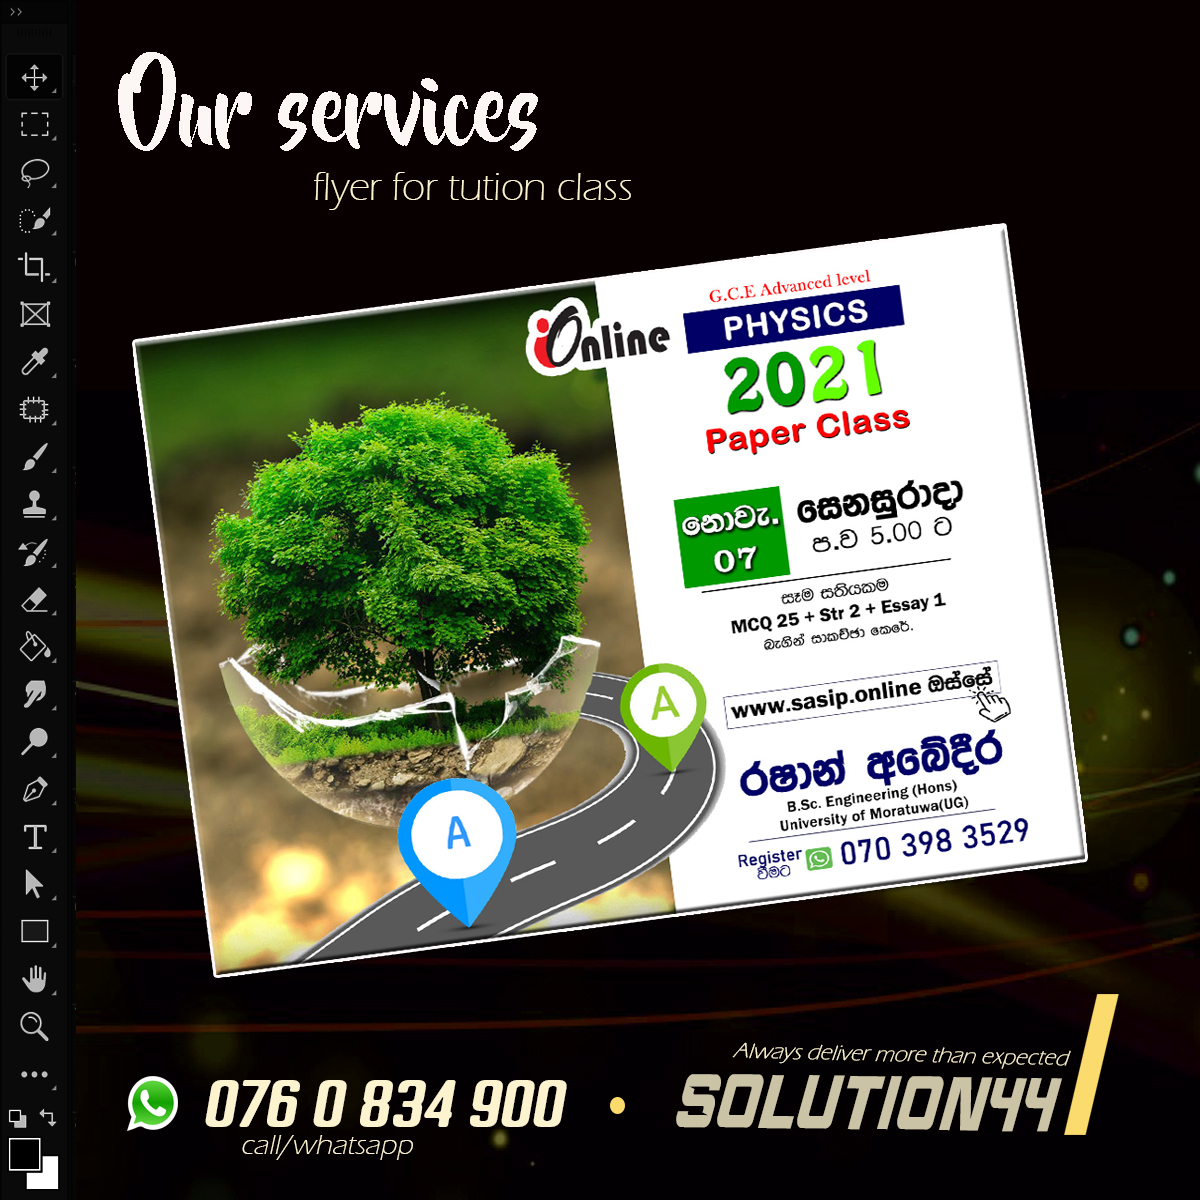 Our services
flyer for tution class
iOnline
G.C.E Advanced level
PHYSICS
2021
Paper Class
නොවැ.
07
සෙනසුරාදා
ප.ව 5.00 ට
සෑම සතියකම
MCQ 25 + Str 2 + Essay 1
බැගින් සාකච්ඡා කෙරේ.
www.sasip.online ඔස්සේ
A
A
රෂාන් අබේදීර
B.Sc. Engineering (Hons)
University of Moratuwa(UG)
Register
වීමට
070 398 3529
Always deliver more than expected
076 0 834 900
SOLUTION44
call/whatsapp